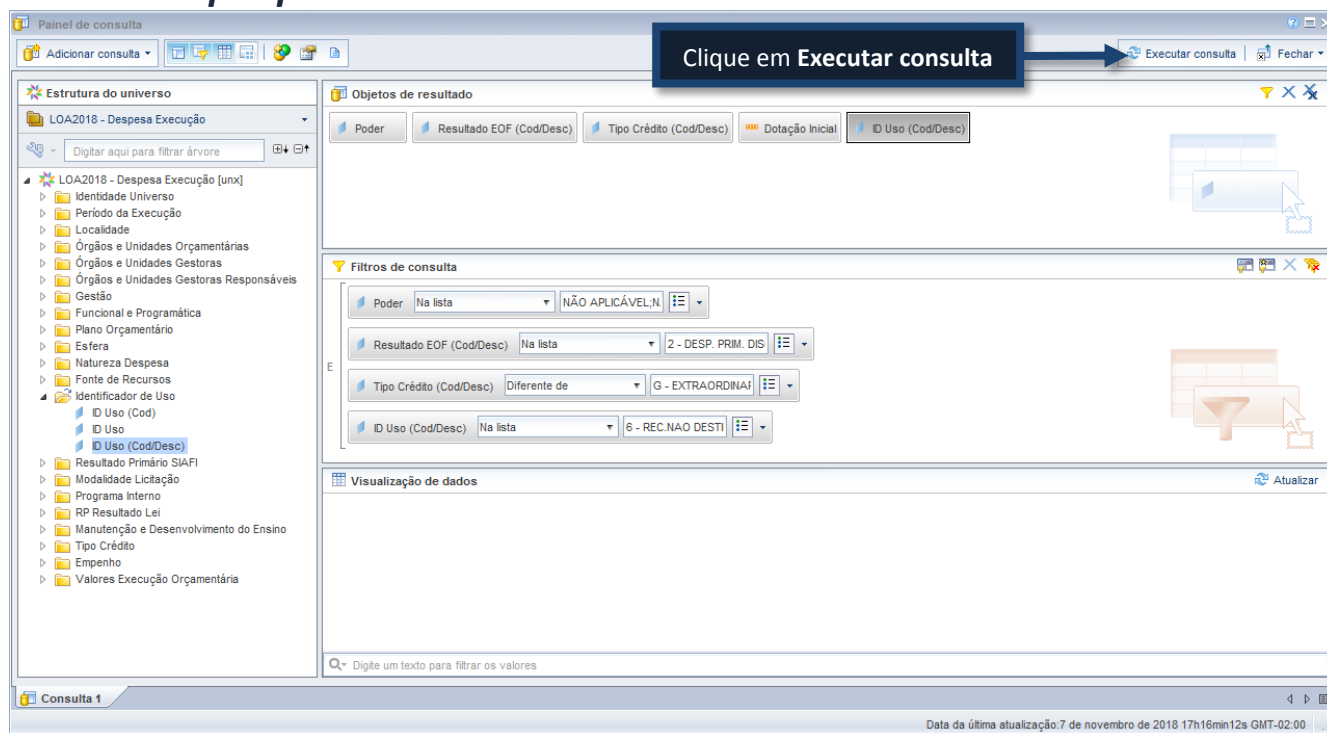 Painel de consulta
Adicionar consulta
Clique em Executar consulta
Executar consulta
Fechar
Estrutura do universo
LOA2018 - Despesa Execução
Digitar aqui para filtrar árvore
LOA2018 - Despesa Execução [unx]
Identidade Universo
Período da Execução
Localidade
Órgãos e Unidades Orçamentárias
Órgãos e Unidades Gestoras
Órgãos e Unidades Gestoras Responsáveis
Gestão
Funcional e Programática
Plano Orçamentário
Esfera
Natureza Despesa
Fonte de Recursos
Identificador de Uso
ID Uso (Cod)
ID Uso
ID Uso (Cod/Desc)
Resultado Primário SIAFI
Modalidade Licitação
Programa Interno
RP Resultado Lei
Manutenção e Desenvolvimento do Ensino
Tipo Crédito
Empenho
Valores Execução Orçamentária
Objetos de resultado
Poder Resultado EOF (Cod/Desc) Tipo Crédito (Cod/Desc) Dotação Inicial ID Uso (Cod/Desc)
Filtros de consulta
E
Poder Na lista NÃO APLICÁVEL;N
Resultado EOF (Cod/Desc) Na lista 2 - DESP. PRIM. DIS
Tipo Crédito (Cod/Desc) Diferente de G - EXTRAORDINAR
ID Uso (Cod/Desc) Na lista 6 - REC.NAO DESTI
Visualização de dados
Atualizar
Digite um texto para filtrar os valores
Consulta 1
Data da última atualização:7 de novembro de 2018 17h16min12s GMT-02:00